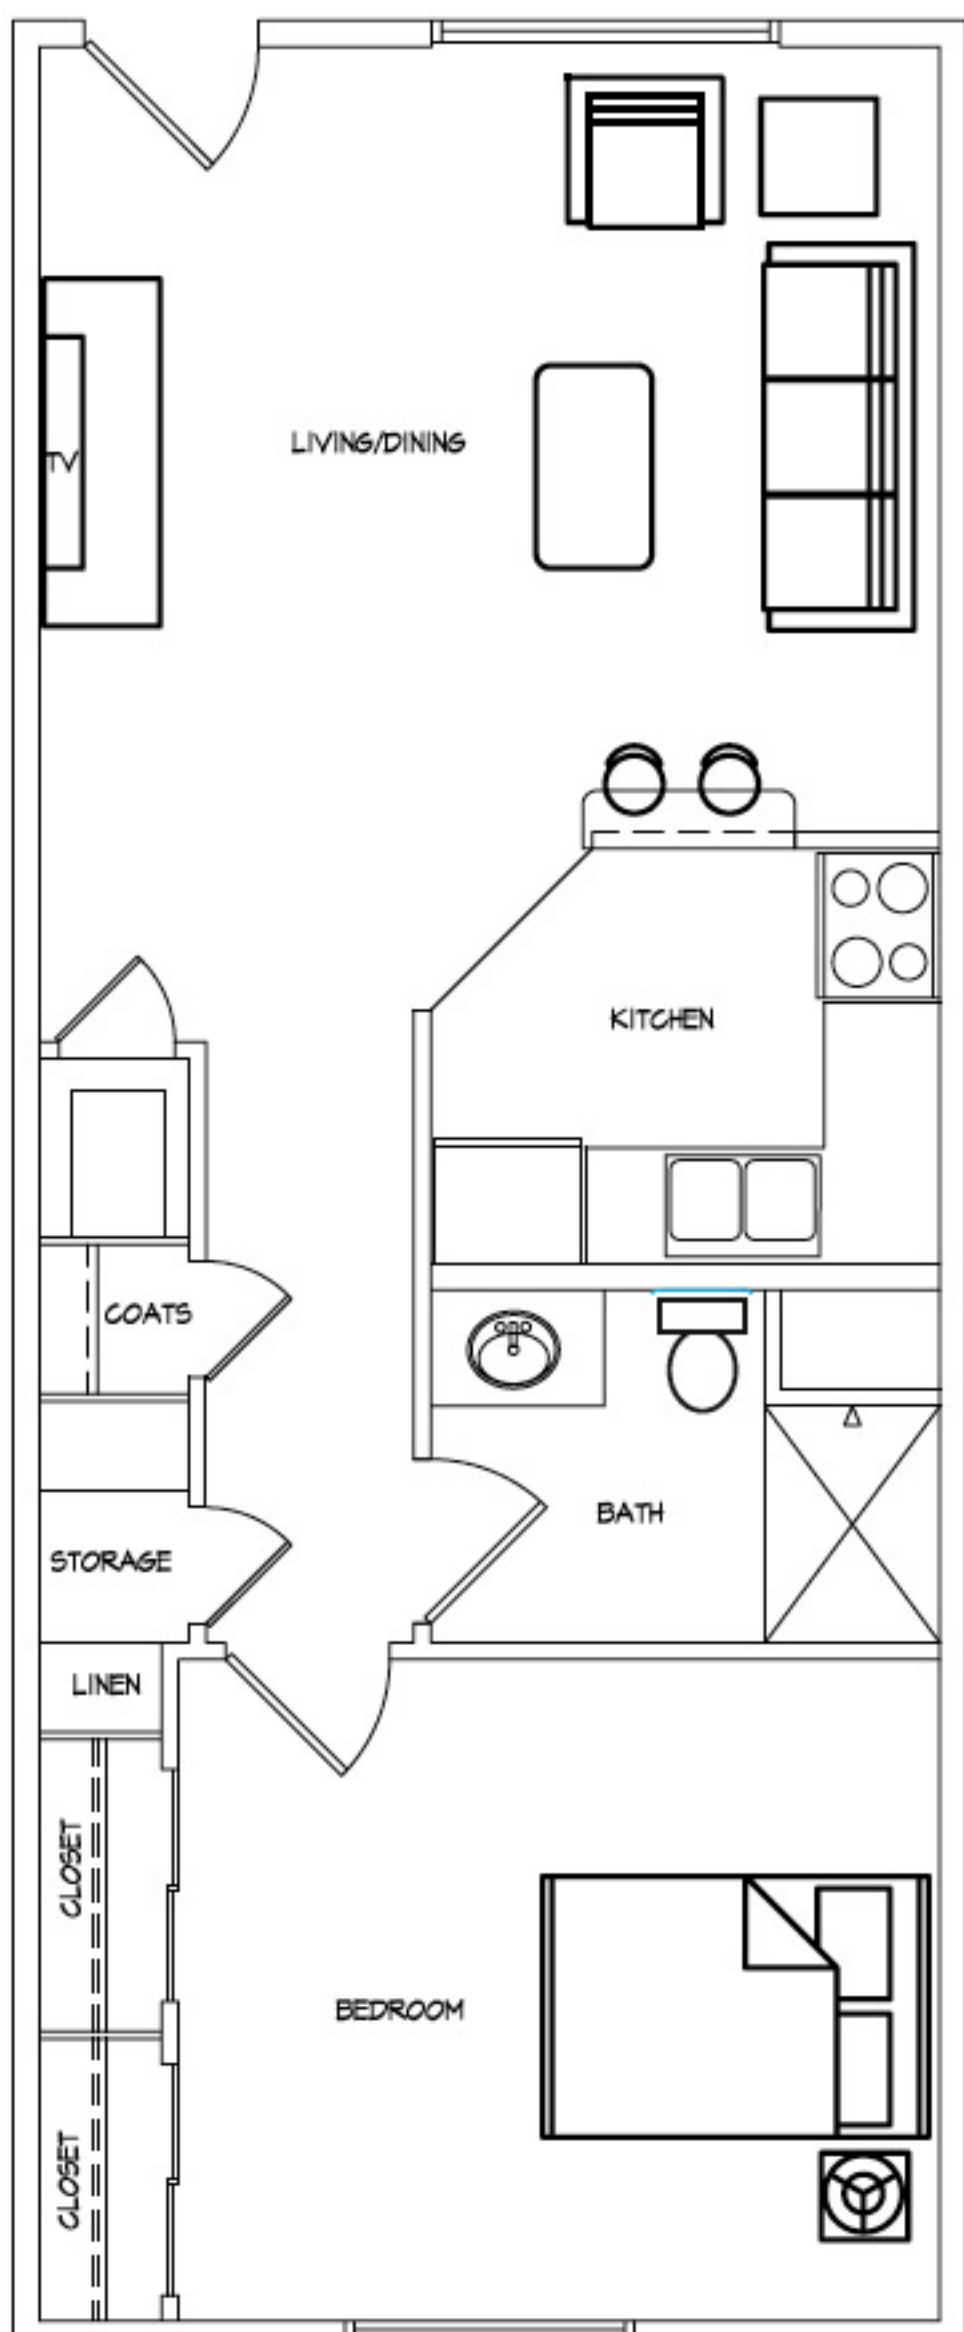 TV
LIVING/DINING
KITCHEN
COATS
BATH
STORAGE
LINEN
CLOSET
BEDROOM
CLOSET